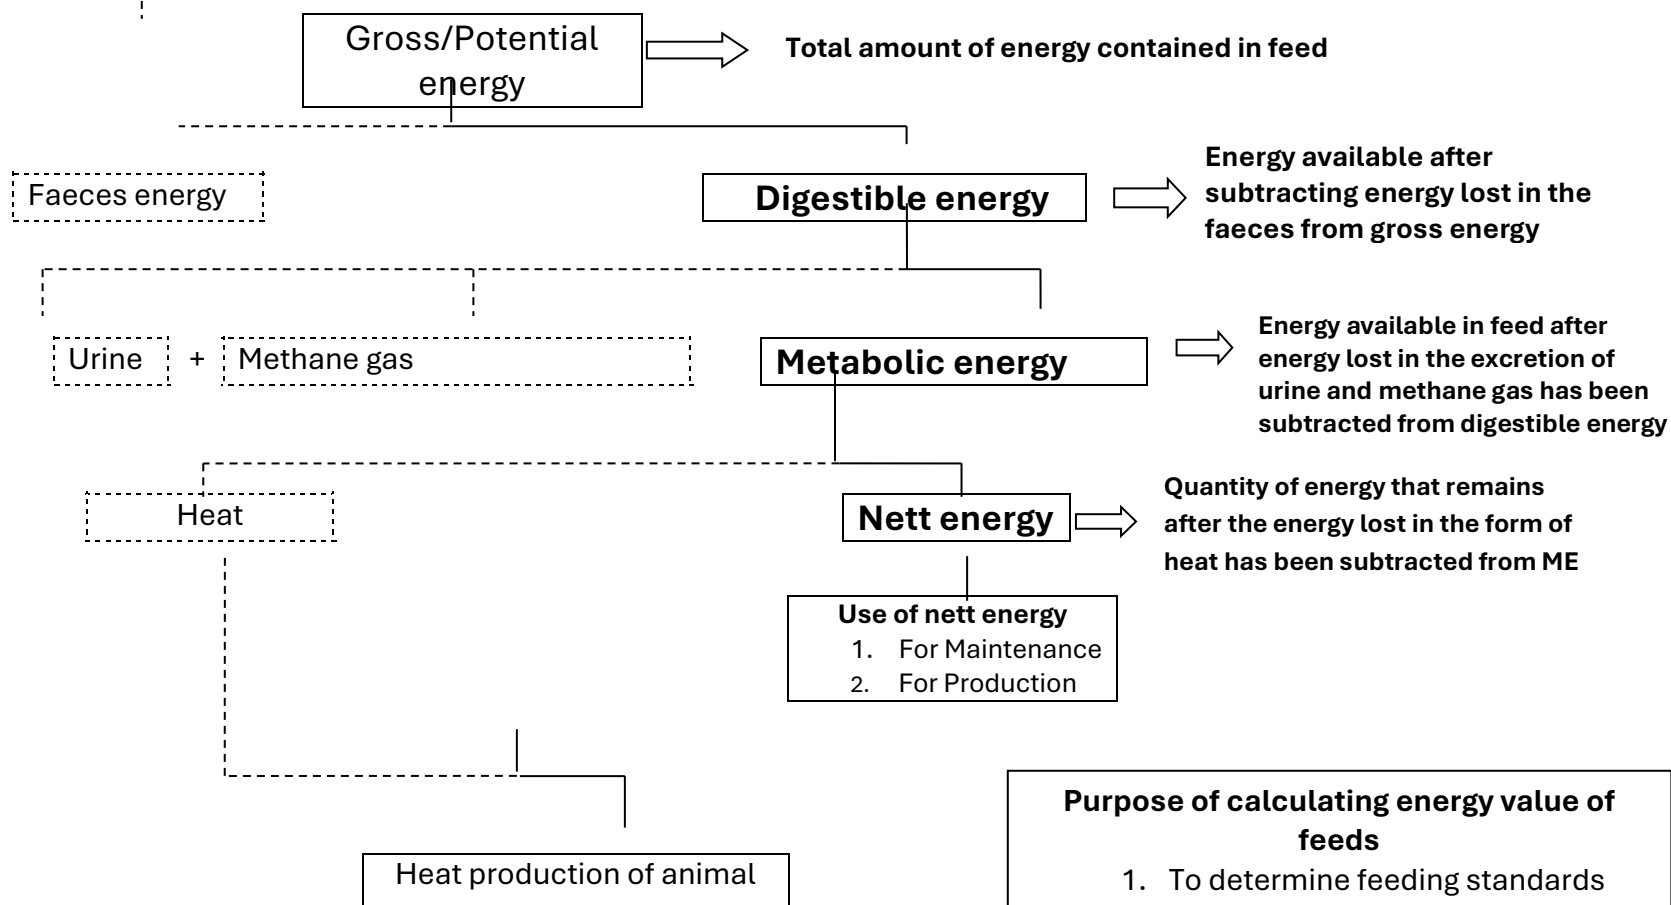 Gross/Potential
energy
Total amount of energy contained in feed
Faeces energy
Digestible energy
Energy available after
subtracting energy lost in the
faeces from gross energy
Urine + Methane gas
Metabolic energy
Energy available in feed after
energy lost in the excretion of
urine and methane gas has been
subtracted from digestible energy
Heat
Nett energy
Quantity of energy that remains
after the energy lost in the form of
heat has been subtracted from ME
Use of nett energy
1. For Maintenance
2. For Production
Heat production of animal
Purpose of calculating energy value of
feeds
1. To determine feeding standards